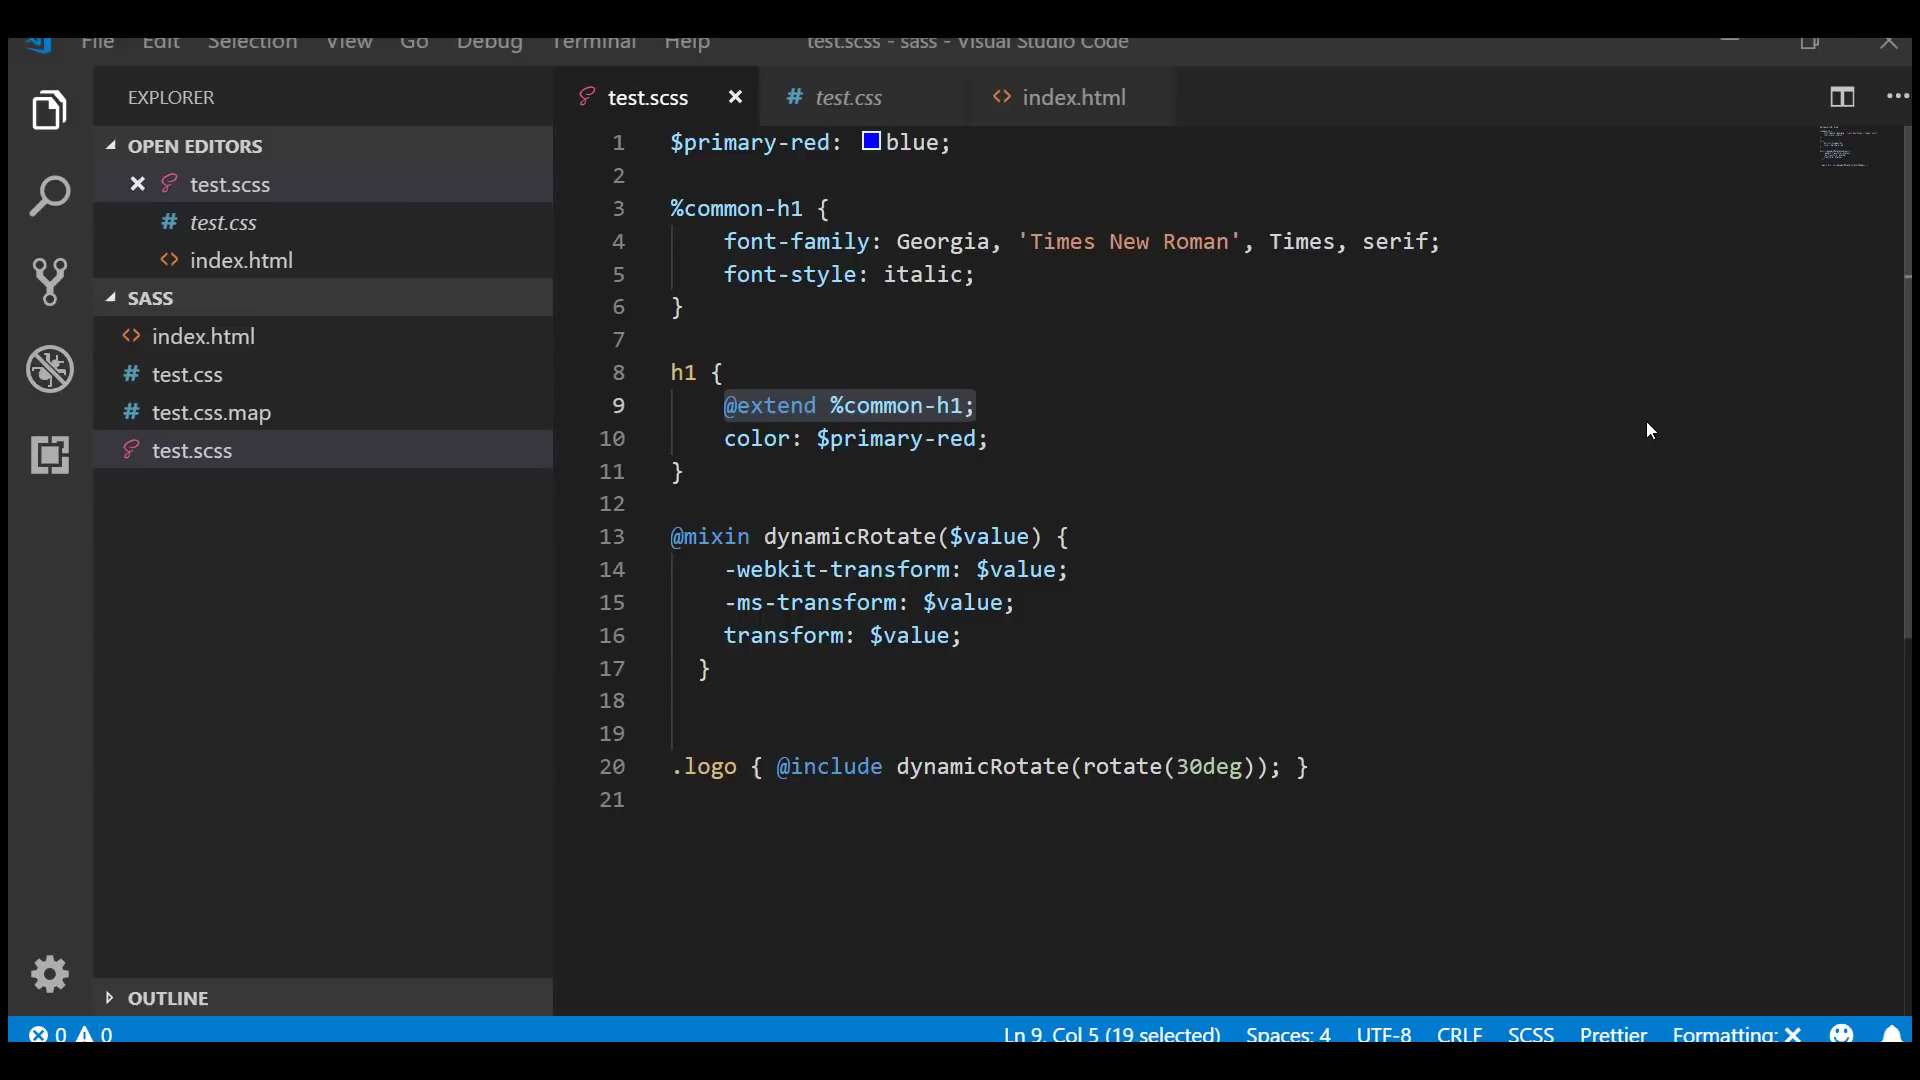 File Edit Selection View Go Debug Terminal Help test.scss - sass - Visual Studio Code
EXPLORER
OPEN EDITORS
test.scss
test.css
index.html
SASS
index.html
test.css
test.css.map
test.scss
OUTLINE
test.scss test.css index.html
1 $primary-red: blue;
2
3 %common-h1 {
4 font-family: Georgia, 'Times New Roman', Times, serif;
5 font-style: italic;
6 }
7
8 h1 {
9 @extend %common-h1;
10 color: $primary-red;
11 }
12
13 @mixin dynamicRotate($value) {
14 -webkit-transform: $value;
15 -ms-transform: $value;
16 transform: $value;
17 }
18
19
20 .logo { @include dynamicRotate(rotate(30deg)); }
21
0 0 Ln 9, Col 5 (19 selected) Spaces: 4 UTF-8 CRLF SCSS Prettier Formatting: